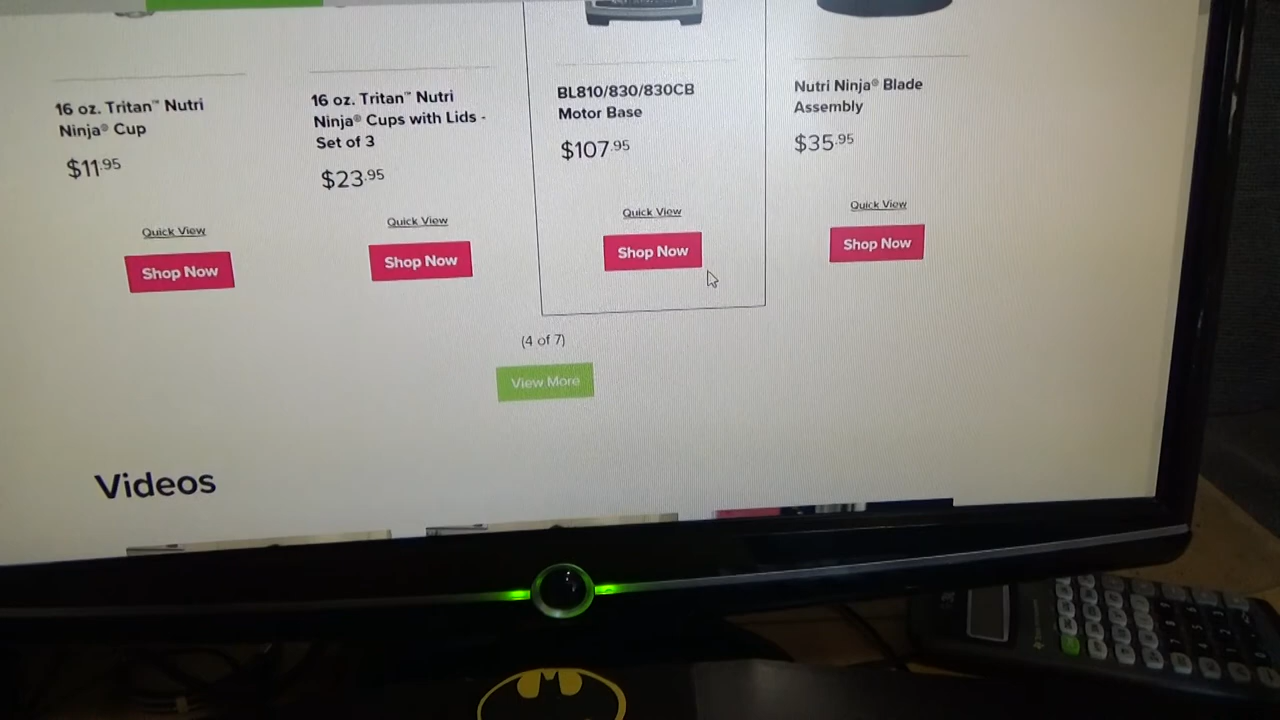 16 oz. Tritan™ Nutri
Ninja® Cup
$11.95
Quick View
Shop Now
16 oz. Tritan™ Nutri
Ninja® Cups with Lids -
Set of 3
$23.95
Quick View
Shop Now
BL810/830/830CB
Motor Base
$107.95
Quick View
Shop Now
Nutri Ninja® Blade
Assembly
$35.95
Quick View
Shop Now
(4 of 7)
View More
Videos